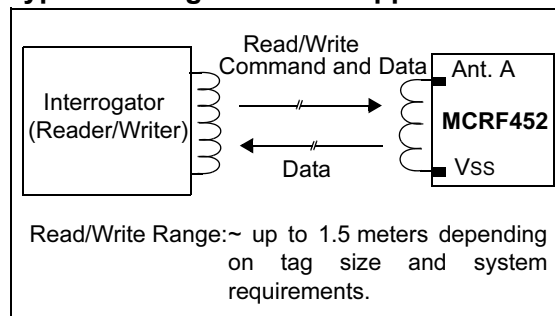 Read/Write
Command and Data
Ant. A
Interrogator
(Reader/Writer)
MCRF452
Data
VSS
Read/Write Range:~ up to 1.5 meters depending
on tag size and system
requirements.